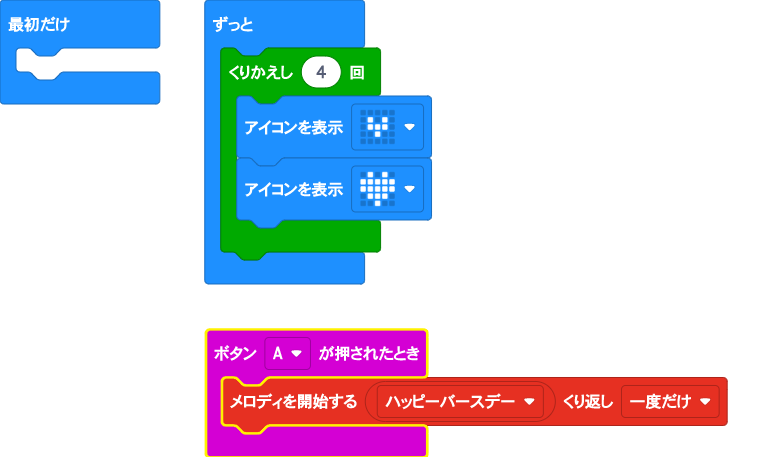 最初だけ
ずっと
くりかえし 4 回
アイコンを表示
アイコンを表示
ボタン A が押されたとき
メロディを開始する ハッピーバースデー くり返し 一度だけ